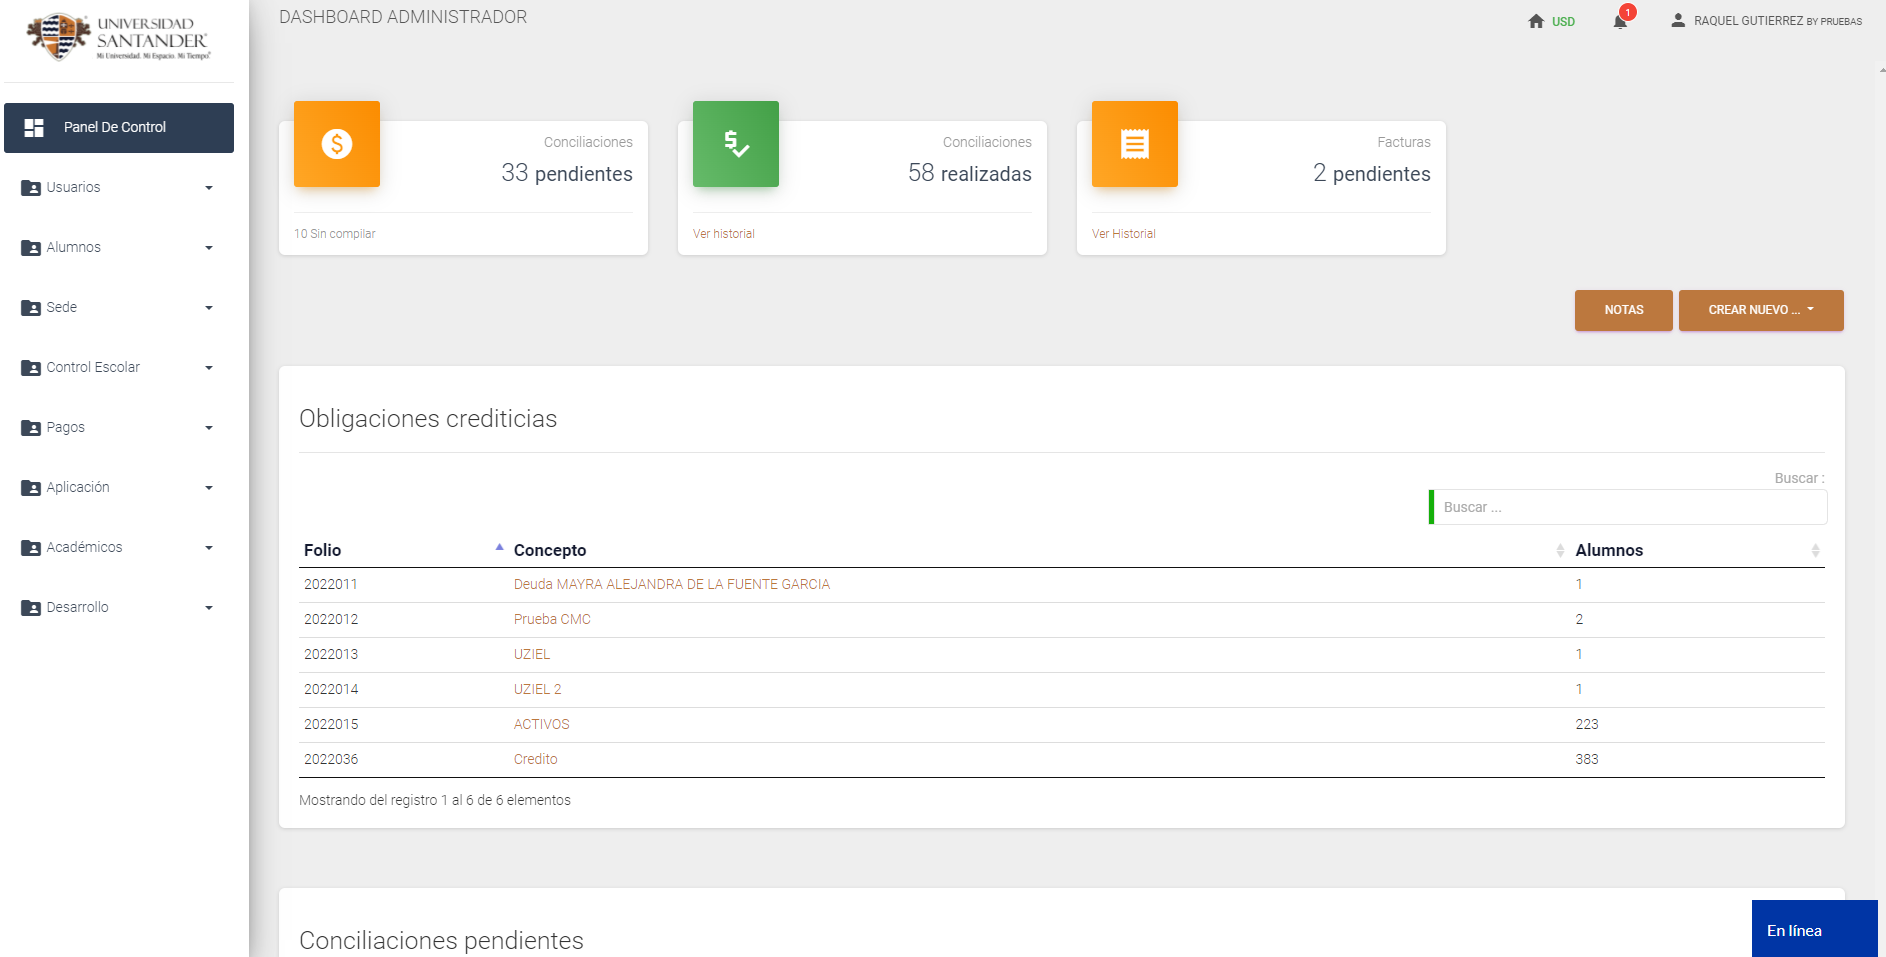 UNIVERSIDAD
SANTANDER
Mi Universidad. Mi Espacio. Mi Tiempo.
Panel De Control
Usuarios
Alumnos
Sede
Control Escolar
Pagos
Aplicación
Académicos
Desarrollo
DASHBOARD ADMINISTRADOR
USD
1
RAQUEL GUTIERREZ BY PRUEBAS
Conciliaciones
33 pendientes
10 Sin compilar
Conciliaciones
58 realizadas
Ver historial
Facturas
2 pendientes
Ver Historial
NOTAS
CREAR NUEVO ...
Obligaciones crediticias
Buscar :
Buscar ...
Folio Concepto Alumnos
2022011 Deuda MAYRA ALEJANDRA DE LA FUENTE GARCIA 1
2022012 Prueba CMC 2
2022013 UZIEL 1
2022014 UZIEL 2 1
2022015 ACTIVOS 223
2022036 Credito 383
Mostrando del registro 1 al 6 de 6 elementos
Conciliaciones pendientes
En línea